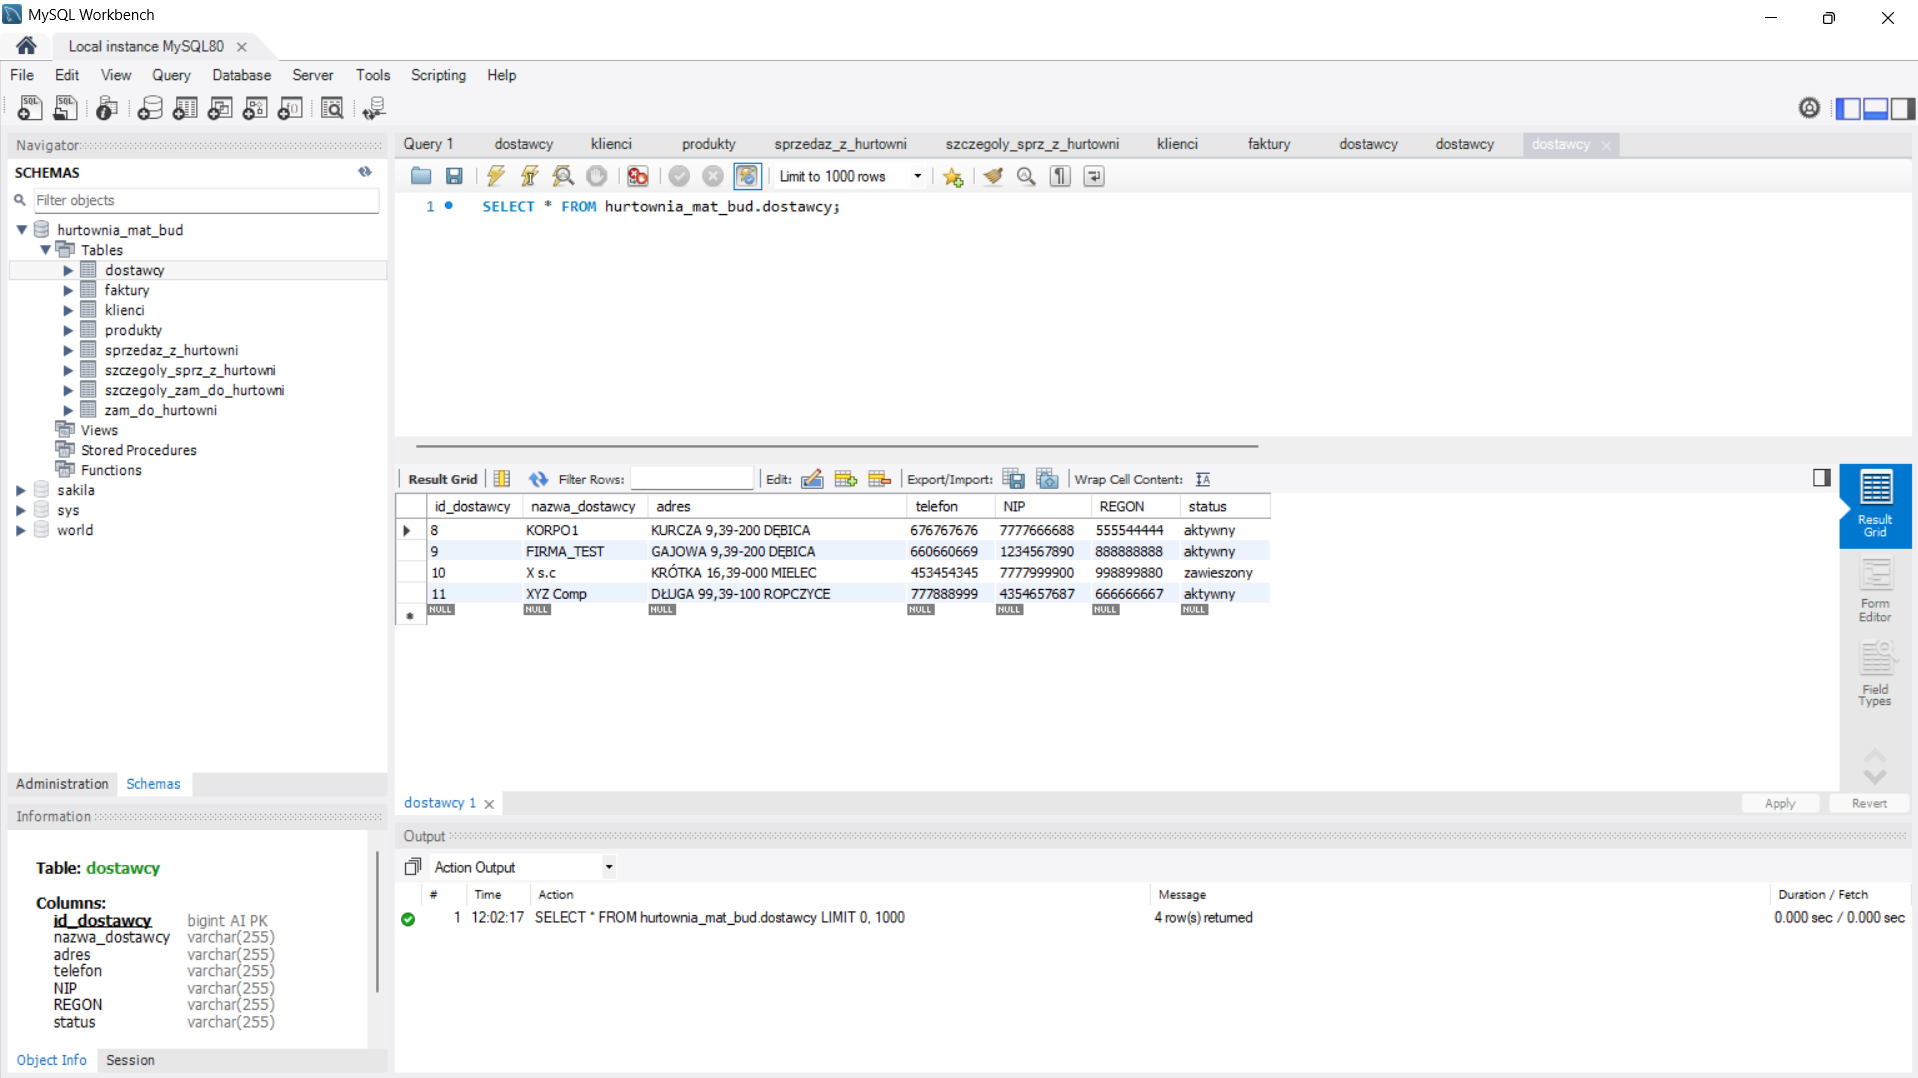 MySQL Workbench
Local instance MySQL80
File Edit View Query Database Server Tools Scripting Help
Navigator
SCHEMAS
Filter objects
hurtownia_mat_bud
Tables
dostawcy
faktury
klienci
produkty
sprzedaz_z_hurtowni
szczegoly_sprz_z_hurtowni
szczegoly_zam_do_hurtowni
zam_do_hurtowni
Views
Stored Procedures
Functions
sakila
sys
world
Administration Schemas
Information
Table: dostawcy
Columns:
id_dostawcy bigint AI PK
nazwa_dostawcy varchar(255)
adres varchar(255)
telefon varchar(255)
NIP varchar(255)
REGON varchar(255)
status varchar(255)
Object Info Session
Query 1 dostawcy klienci produkty sprzedaz_z_hurtowni szczegoly_sprz_z_hurtowni klienci faktury dostawcy dostawcy dostawcy
Limit to 1000 rows
1 SELECT * FROM hurtownia_mat_bud.dostawcy;
Result Grid Filter Rows: Edit: Export/Import: Wrap Cell Content:
id_dostawcy nazwa_dostawcy adres telefon NIP REGON status
8 KORPO1 KURCZA 9,39-200 DĘBICA 676767676 7777666688 555544444 aktywny
9 FIRMA_TEST GAJOWA 9,39-200 DĘBICA 660660669 1234567890 888888888 aktywny
10 X s.c KRÓTKA 16,39-000 MIELEC 453454345 7777999900 998899880 zawieszony
11 XYZ Comp DŁUGA 99,39-100 ROPCZYCE 777888999 4354657687 666666667 aktywny
NULL NULL NULL NULL NULL NULL NULL
Result
Grid
Form
Editor
Field
Types
dostawcy 1
Apply Revert
Output
Action Output
# Time Action Message Duration / Fetch
1 12:02:17 SELECT * FROM hurtownia_mat_bud.dostawcy LIMIT 0, 1000 4 row(s) returned 0.000 sec / 0.000 sec